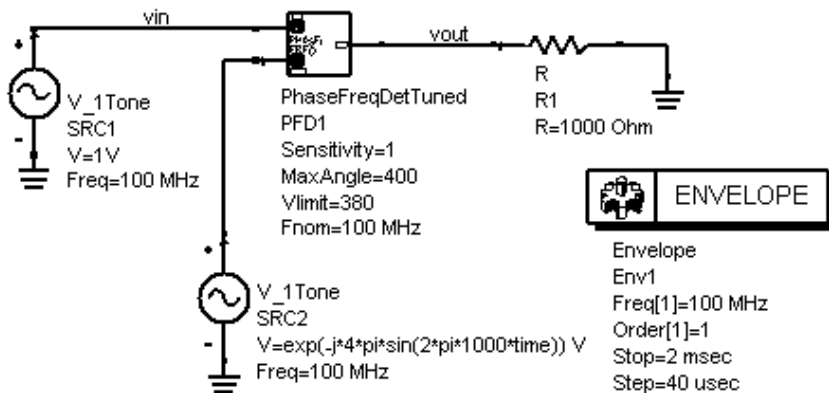 vin
vout
PhaseFreqDetTuned
PFD1
Sensitivity=1
MaxAngle=400
Vlimit=380
Fnom=100 MHz
V_1Tone
SRC1
V=1V
Freq=100 MHz
R
R1
R=1000 Ohm
ENVELOPE
Envelope
Env1
Freq[1]=100 MHz
Order[1]=1
Stop=2 msec
Step=40 usec
V_1Tone
SRC2
V=exp(-j*4*pi*sin(2*pi*1000*time)) V
Freq=100 MHz